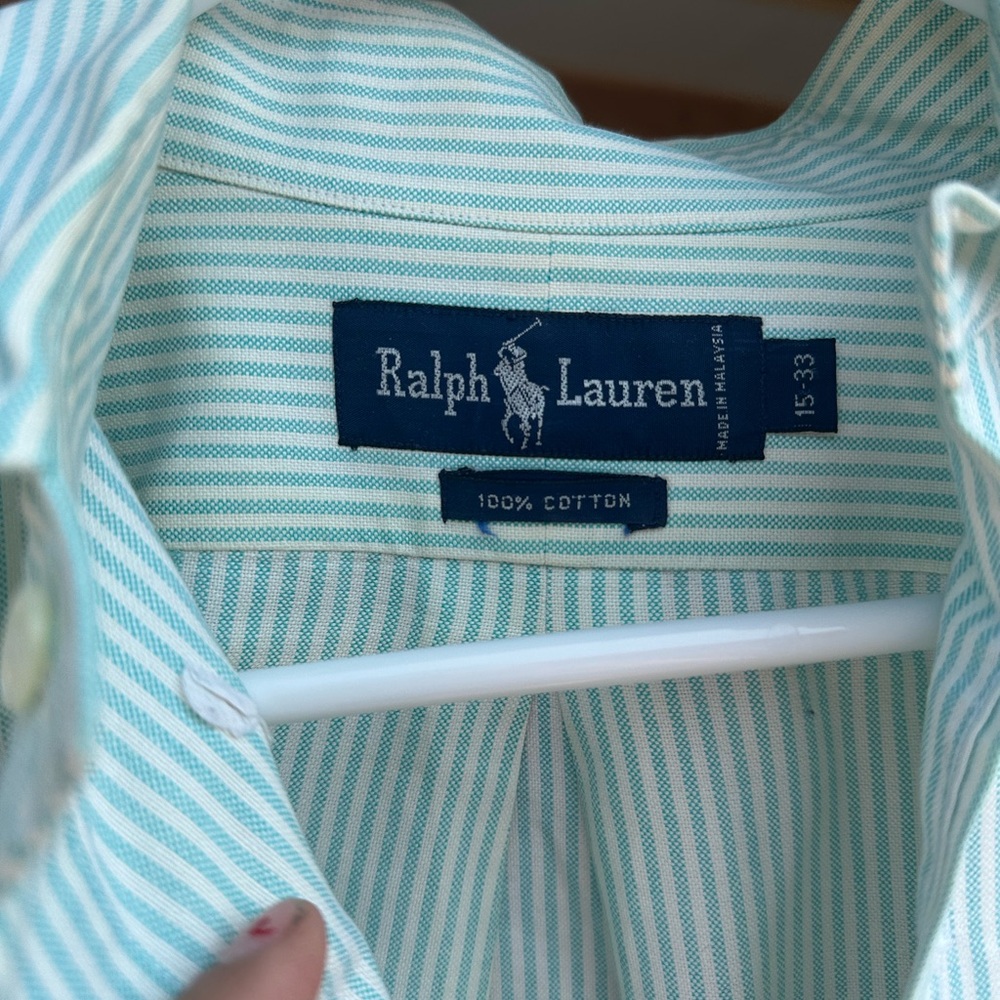 Ralph Lauren
MADE IN MALAYSIA
15-33
100% COTTON